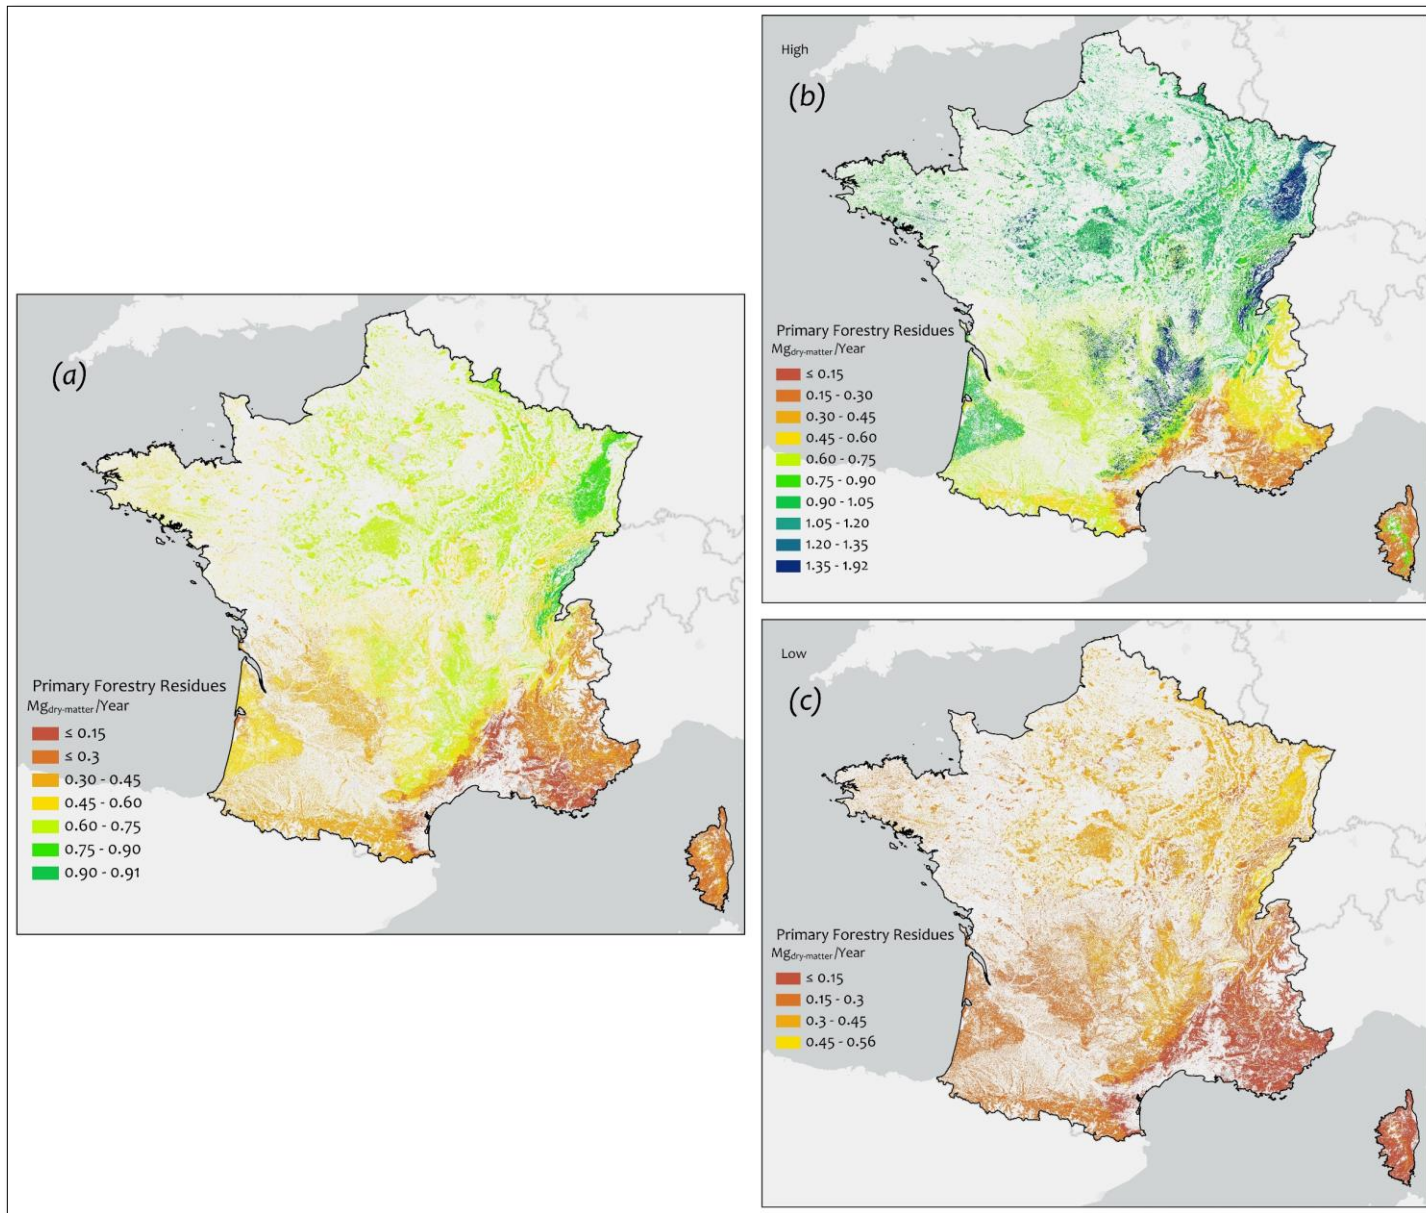 (a)
Primary Forestry Residues
Mgdry-matter/Year
≤ 0.15
≤ 0.3
0.30 - 0.45
0.45 - 0.60
0.60 - 0.75
0.75 - 0.90
0.90 - 0.91
High
(b)
Primary Forestry Residues
Mgdry-matter/Year
≤ 0.15
0.15 - 0.30
0.30 - 0.45
0.45 - 0.60
0.60 - 0.75
0.75 - 0.90
0.90 - 1.05
1.05 - 1.20
1.20 - 1.35
1.35 - 1.92
Low
(c)
Primary Forestry Residues
Mgdry-matter/Year
≤ 0.15
0.15 - 0.3
0.3 - 0.45
0.45 - 0.56